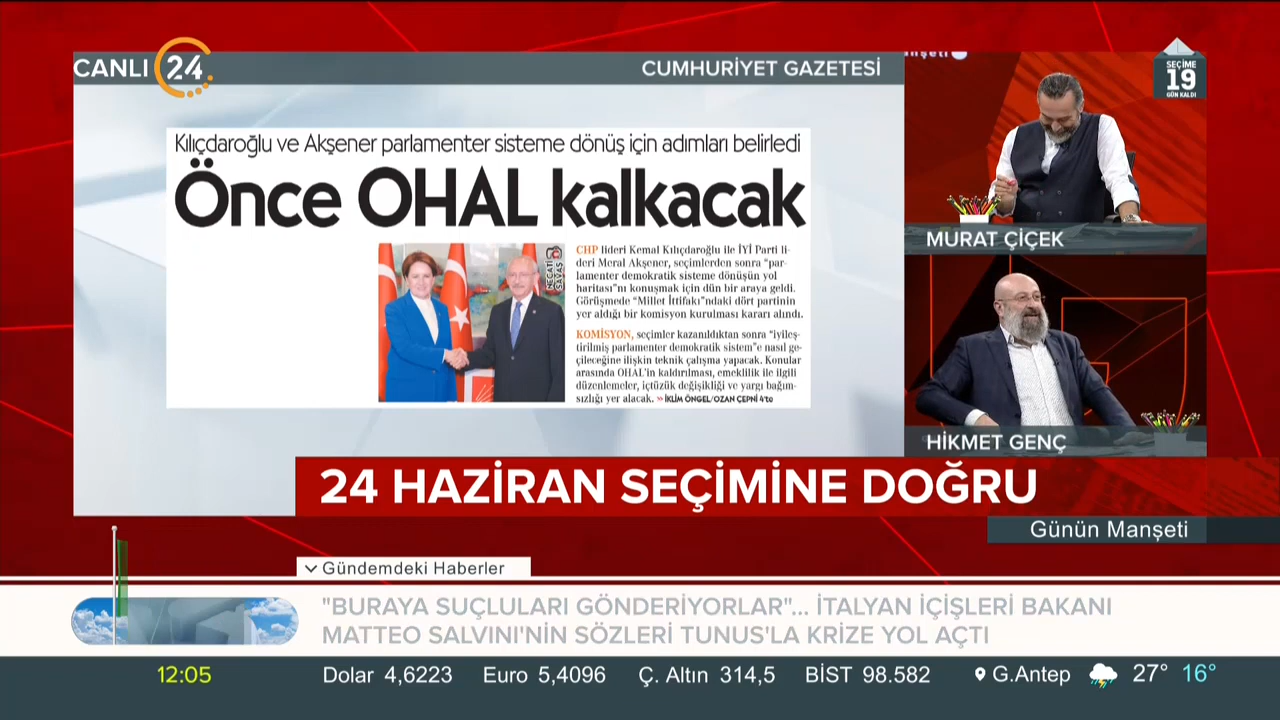 CANLI 24
CUMHURİYET GAZETESİ
SEÇİME
19
GÜN KALDI
Kılıçdaroğlu ve Akşener parlamenter sisteme dönüş için adımları belirledi
Önce OHAL kalkacak
NECATİ SAVAŞ
CHP lideri Kemal Kılıçdaroğlu ile İYİ Parti li-
deri Meral Akşener, seçimlerden sonra “par-
lamenter demokratik sisteme dönüşün yol
haritası”nı konuşmak için dün bir araya geldi.
Görüşmede “Millet İttifakı”ndaki dört partinin
yer aldığı bir komisyon kurulması kararı alındı.
KOMİSYON, seçimler kazanıldıktan sonra “iyileş-
tirilmiş parlamenter demokratik sistem”e nasıl ge-
çileceğine ilişkin teknik çalışma yapacak. Konular
arasında OHAL’in kaldırılması, emeklilik ile ilgili
düzenlemeler, içtüzük değişikliği ve yargı bağım-
sızlığı yer alacak. » İKLİM ÖNGEL/OZAN ÇEPNİ 4’te
MURAT ÇİÇEK
HİKMET GENÇ
24 HAZİRAN SEÇİMİNE DOĞRU
Günün Manşeti
Gündemdeki Haberler
"BURAYA SUÇLULARI GÖNDERİYORLAR"... İTALYAN İÇİŞLERİ BAKANI
MATTEO SALVINI'NİN SÖZLERİ TUNUS'LA KRİZE YOL AÇTI
12:05 Dolar 4,6223 Euro 5,4096 Ç. Altın 314,5 BİST 98.582 G.Antep 27° 16°